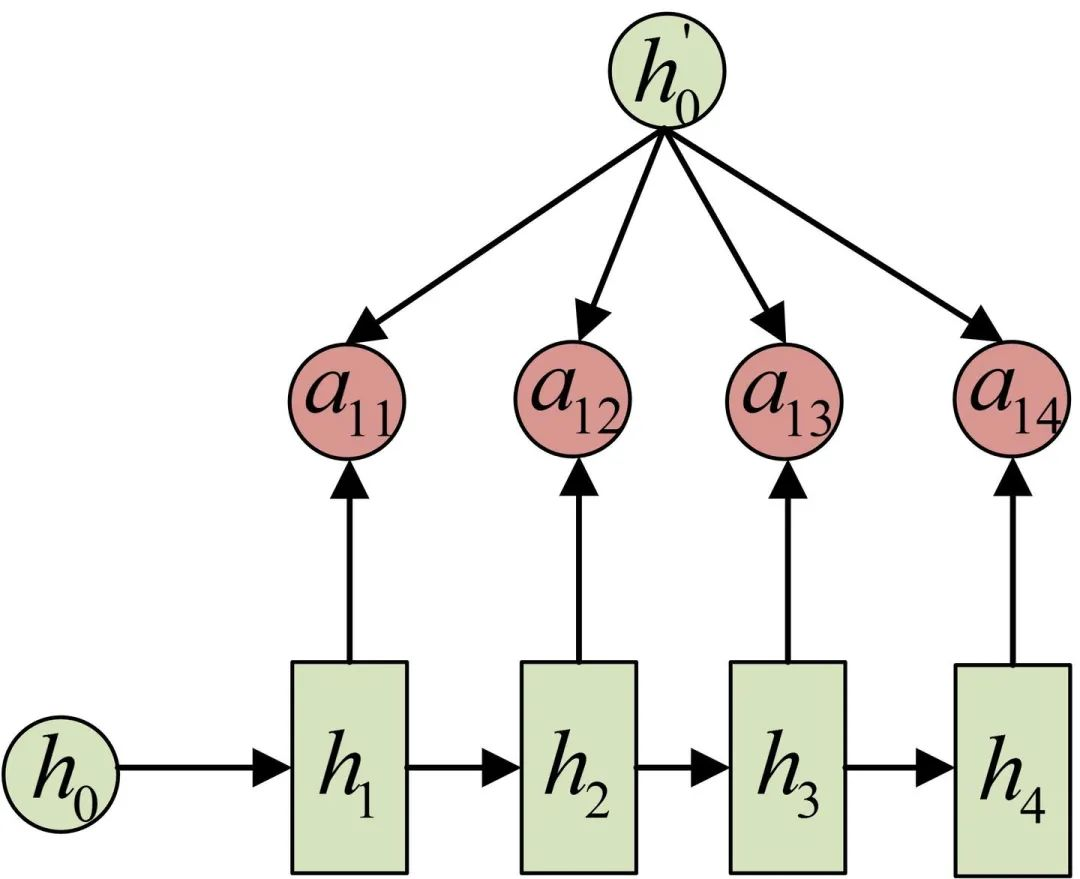 h'₀
a₁₁ a₁₂ a₁₃ a₁₄
h₀ h₁ h₂ h₃ h₄